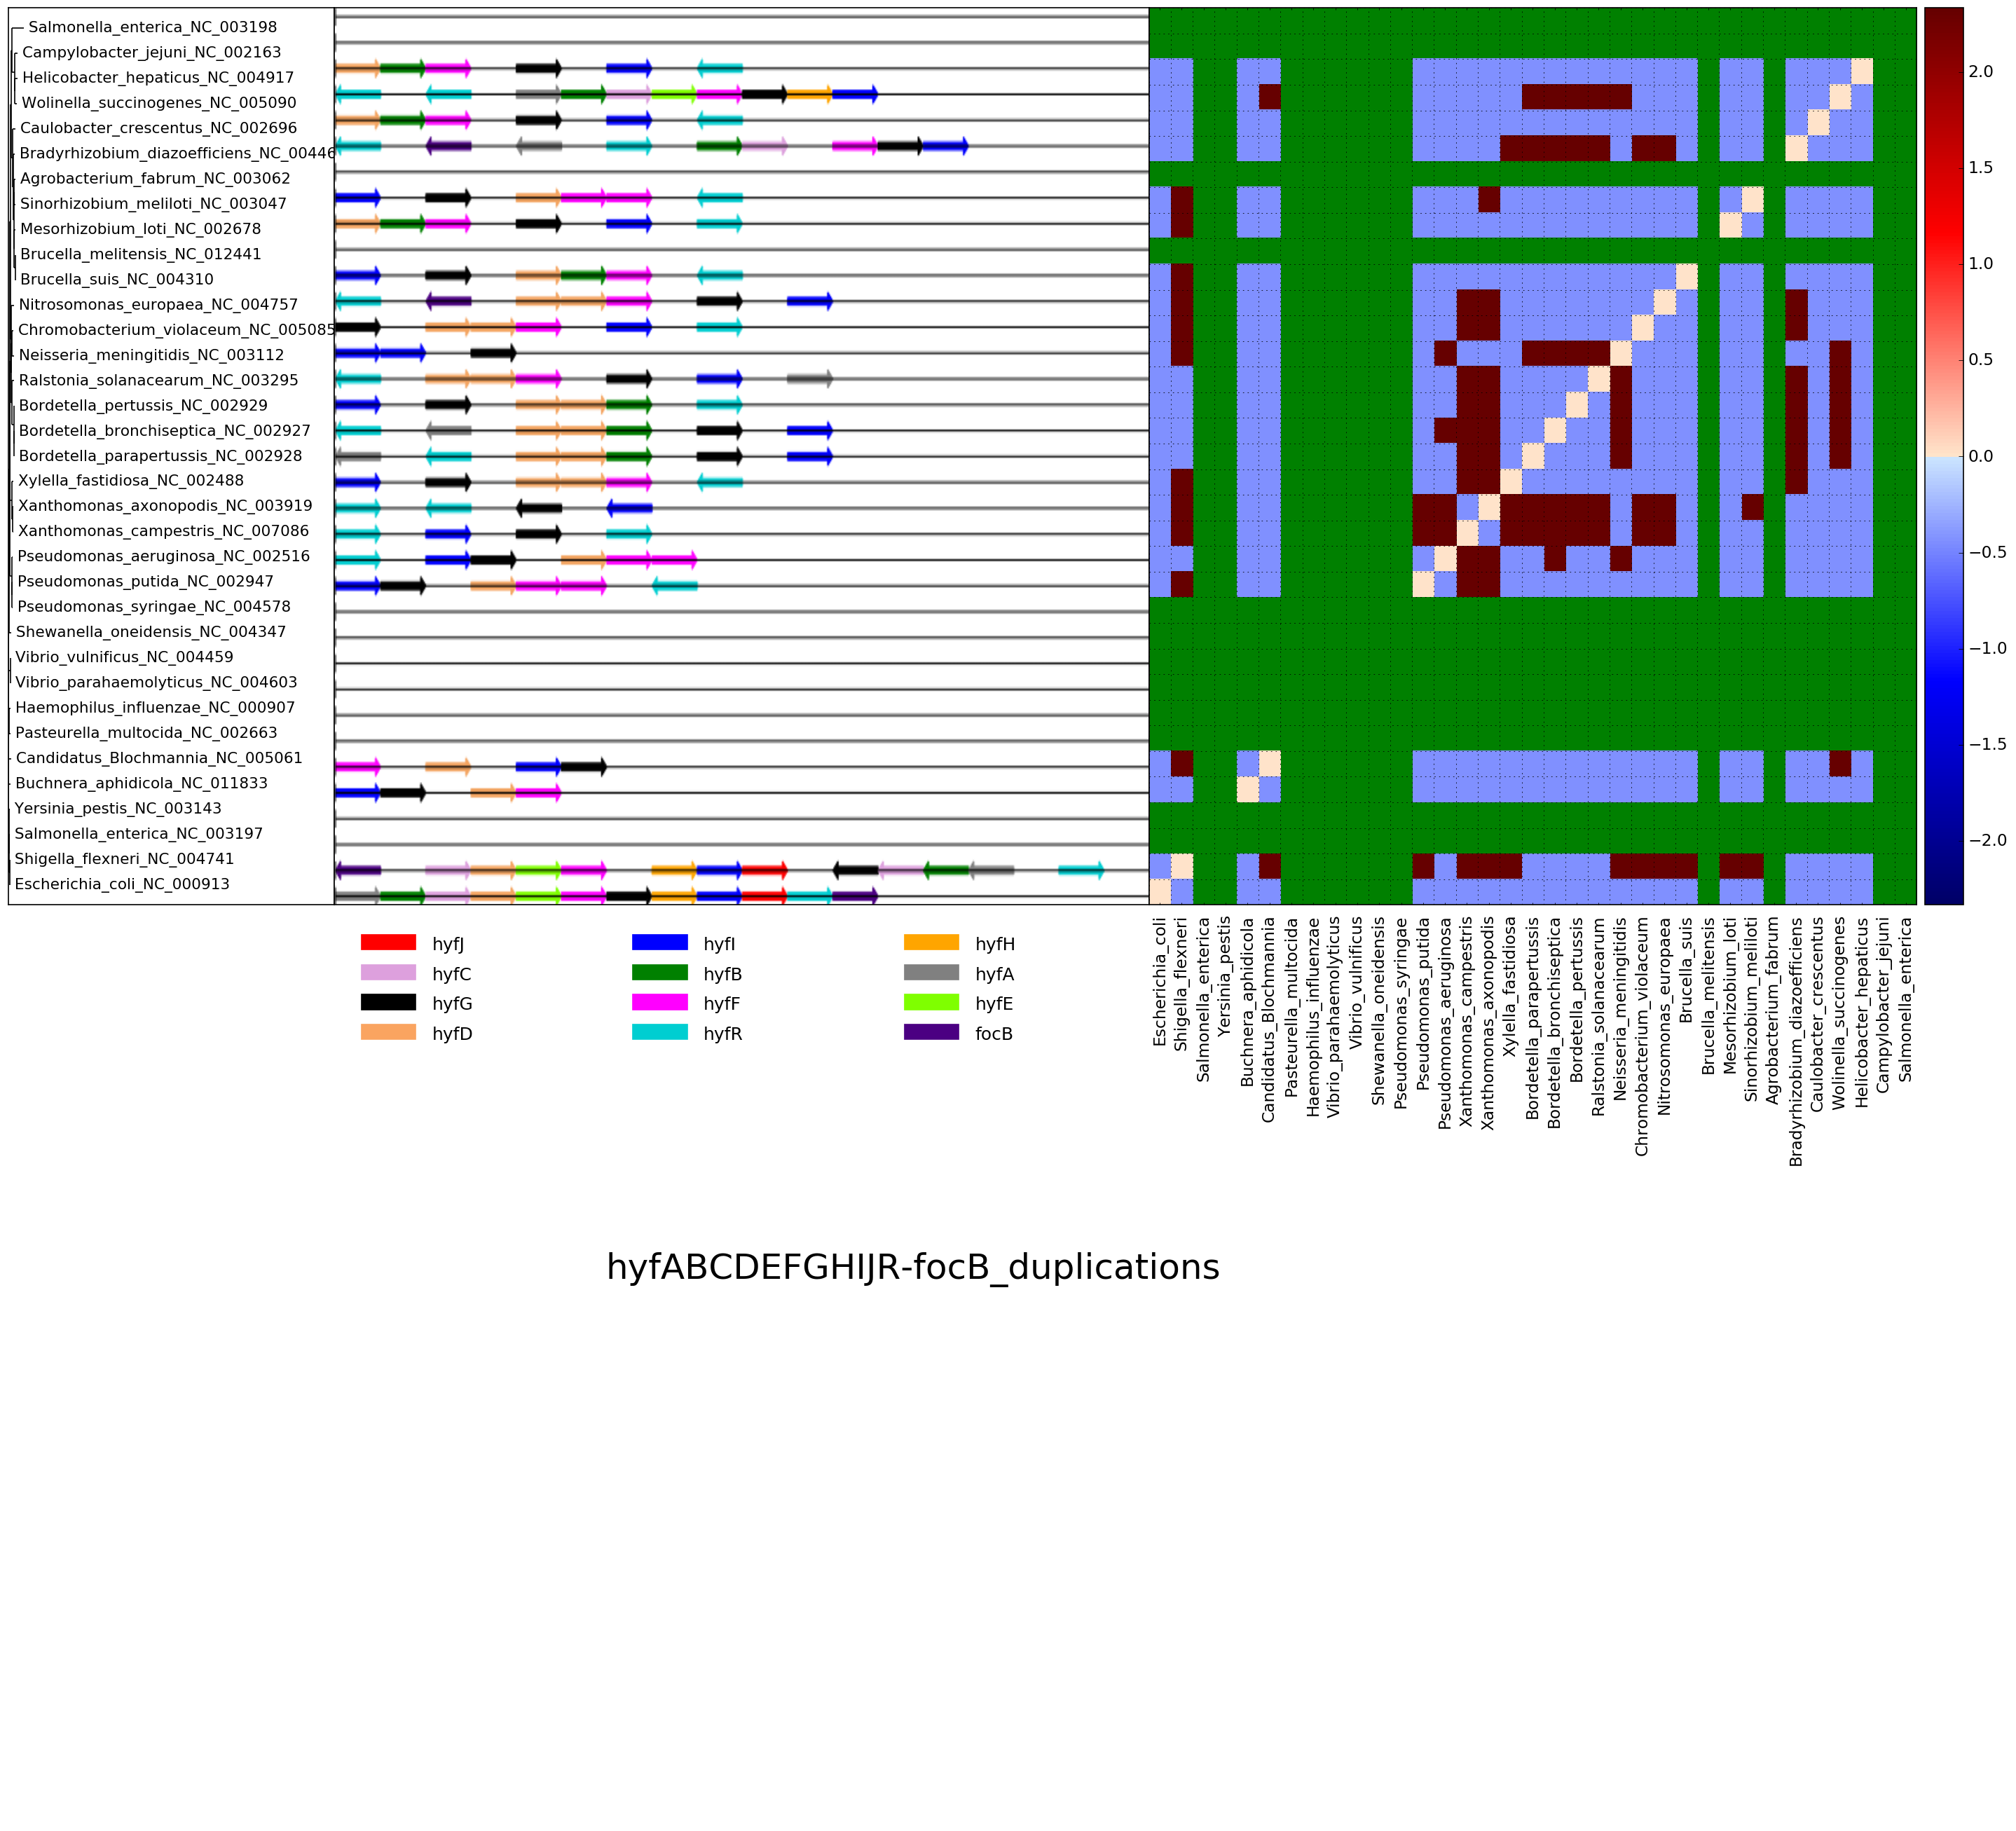 Salmonella_enterica_NC_003198
Campylobacter_jejuni_NC_002163
Helicobacter_hepaticus_NC_004917
Wolinella_succinogenes_NC_005090
Caulobacter_crescentus_NC_002696
Bradyrhizobium_diazoefficiens_NC_00446
Agrobacterium_fabrum_NC_003062
Sinorhizobium_meliloti_NC_003047
Mesorhizobium_loti_NC_002678
Brucella_melitensis_NC_012441
Brucella_suis_NC_004310
Nitrosomonas_europaea_NC_004757
Chromobacterium_violaceum_NC_005085
Neisseria_meningitidis_NC_003112
Ralstonia_solanacearum_NC_003295
Bordetella_pertussis_NC_002929
Bordetella_bronchiseptica_NC_002927
Bordetella_parapertussis_NC_002928
Xylella_fastidiosa_NC_002488
Xanthomonas_axonopodis_NC_003919
Xanthomonas_campestris_NC_007086
Pseudomonas_aeruginosa_NC_002516
Pseudomonas_putida_NC_002947
Pseudomonas_syringae_NC_004578
Shewanella_oneidensis_NC_004347
Vibrio_vulnificus_NC_004459
Vibrio_parahaemolyticus_NC_004603
Haemophilus_influenzae_NC_000907
Pasteurella_multocida_NC_002663
Candidatus_Blochmannia_NC_005061
Buchnera_aphidicola_NC_011833
Yersinia_pestis_NC_003143
Salmonella_enterica_NC_003197
Shigella_flexneri_NC_004741
Escherichia_coli_NC_000913
2.0
1.5
1.0
0.5
0.0
−0.5
−1.0
−1.5
−2.0
Escherichia_coli
Shigella_flexneri
Salmonella_enterica
Yersinia_pestis
Buchnera_aphidicola
Candidatus_Blochmannia
Pasteurella_multocida
Haemophilus_influenzae
Vibrio_parahaemolyticus
Vibrio_vulnificus
Shewanella_oneidensis
Pseudomonas_syringae
Pseudomonas_putida
Pseudomonas_aeruginosa
Xanthomonas_campestris
Xanthomonas_axonopodis
Xylella_fastidiosa
Bordetella_parapertussis
Bordetella_bronchiseptica
Bordetella_pertussis
Ralstonia_solanacearum
Neisseria_meningitidis
Chromobacterium_violaceum
Nitrosomonas_europaea
Brucella_suis
Brucella_melitensis
Mesorhizobium_loti
Sinorhizobium_meliloti
Agrobacterium_fabrum
Bradyrhizobium_diazoefficiens
Caulobacter_crescentus
Wolinella_succinogenes
Helicobacter_hepaticus
Campylobacter_jejuni
Salmonella_enterica
hyfJ hyfI hyfH
hyfC hyfB hyfA
hyfG hyfF hyfE
hyfD hyfR focB
hyfABCDEFGHIJR-focB_duplications